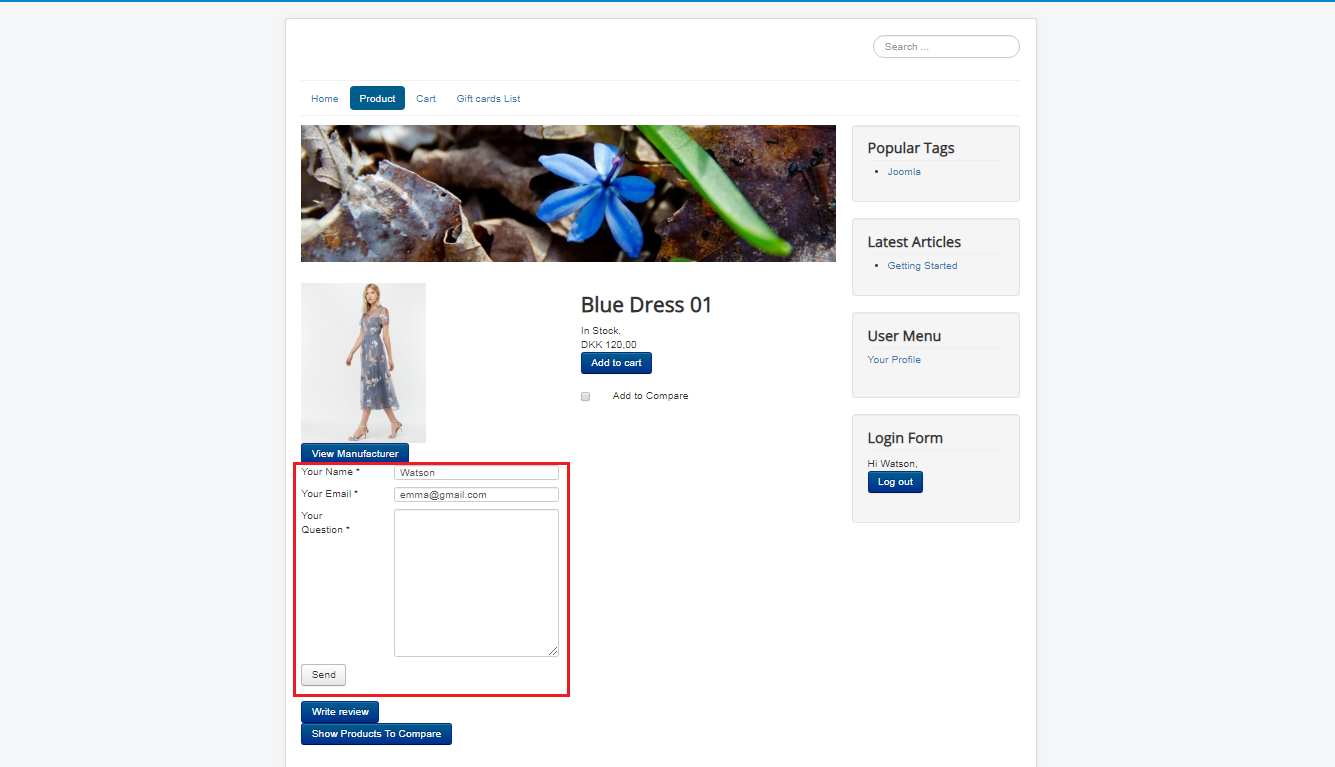 Search ...
Home Product Cart Gift cards List
Popular Tags
Joomla
Latest Articles
Getting Started
User Menu
Your Profile
Login Form
Hi Watson,
Log out
Blue Dress 01
In Stock.
DKK 120,00
Add to cart
Add to Compare
View Manufacturer
Your Name * Watson
Your Email * emma@gmail.com
Your
Question *
Send
Write review
Show Products To Compare